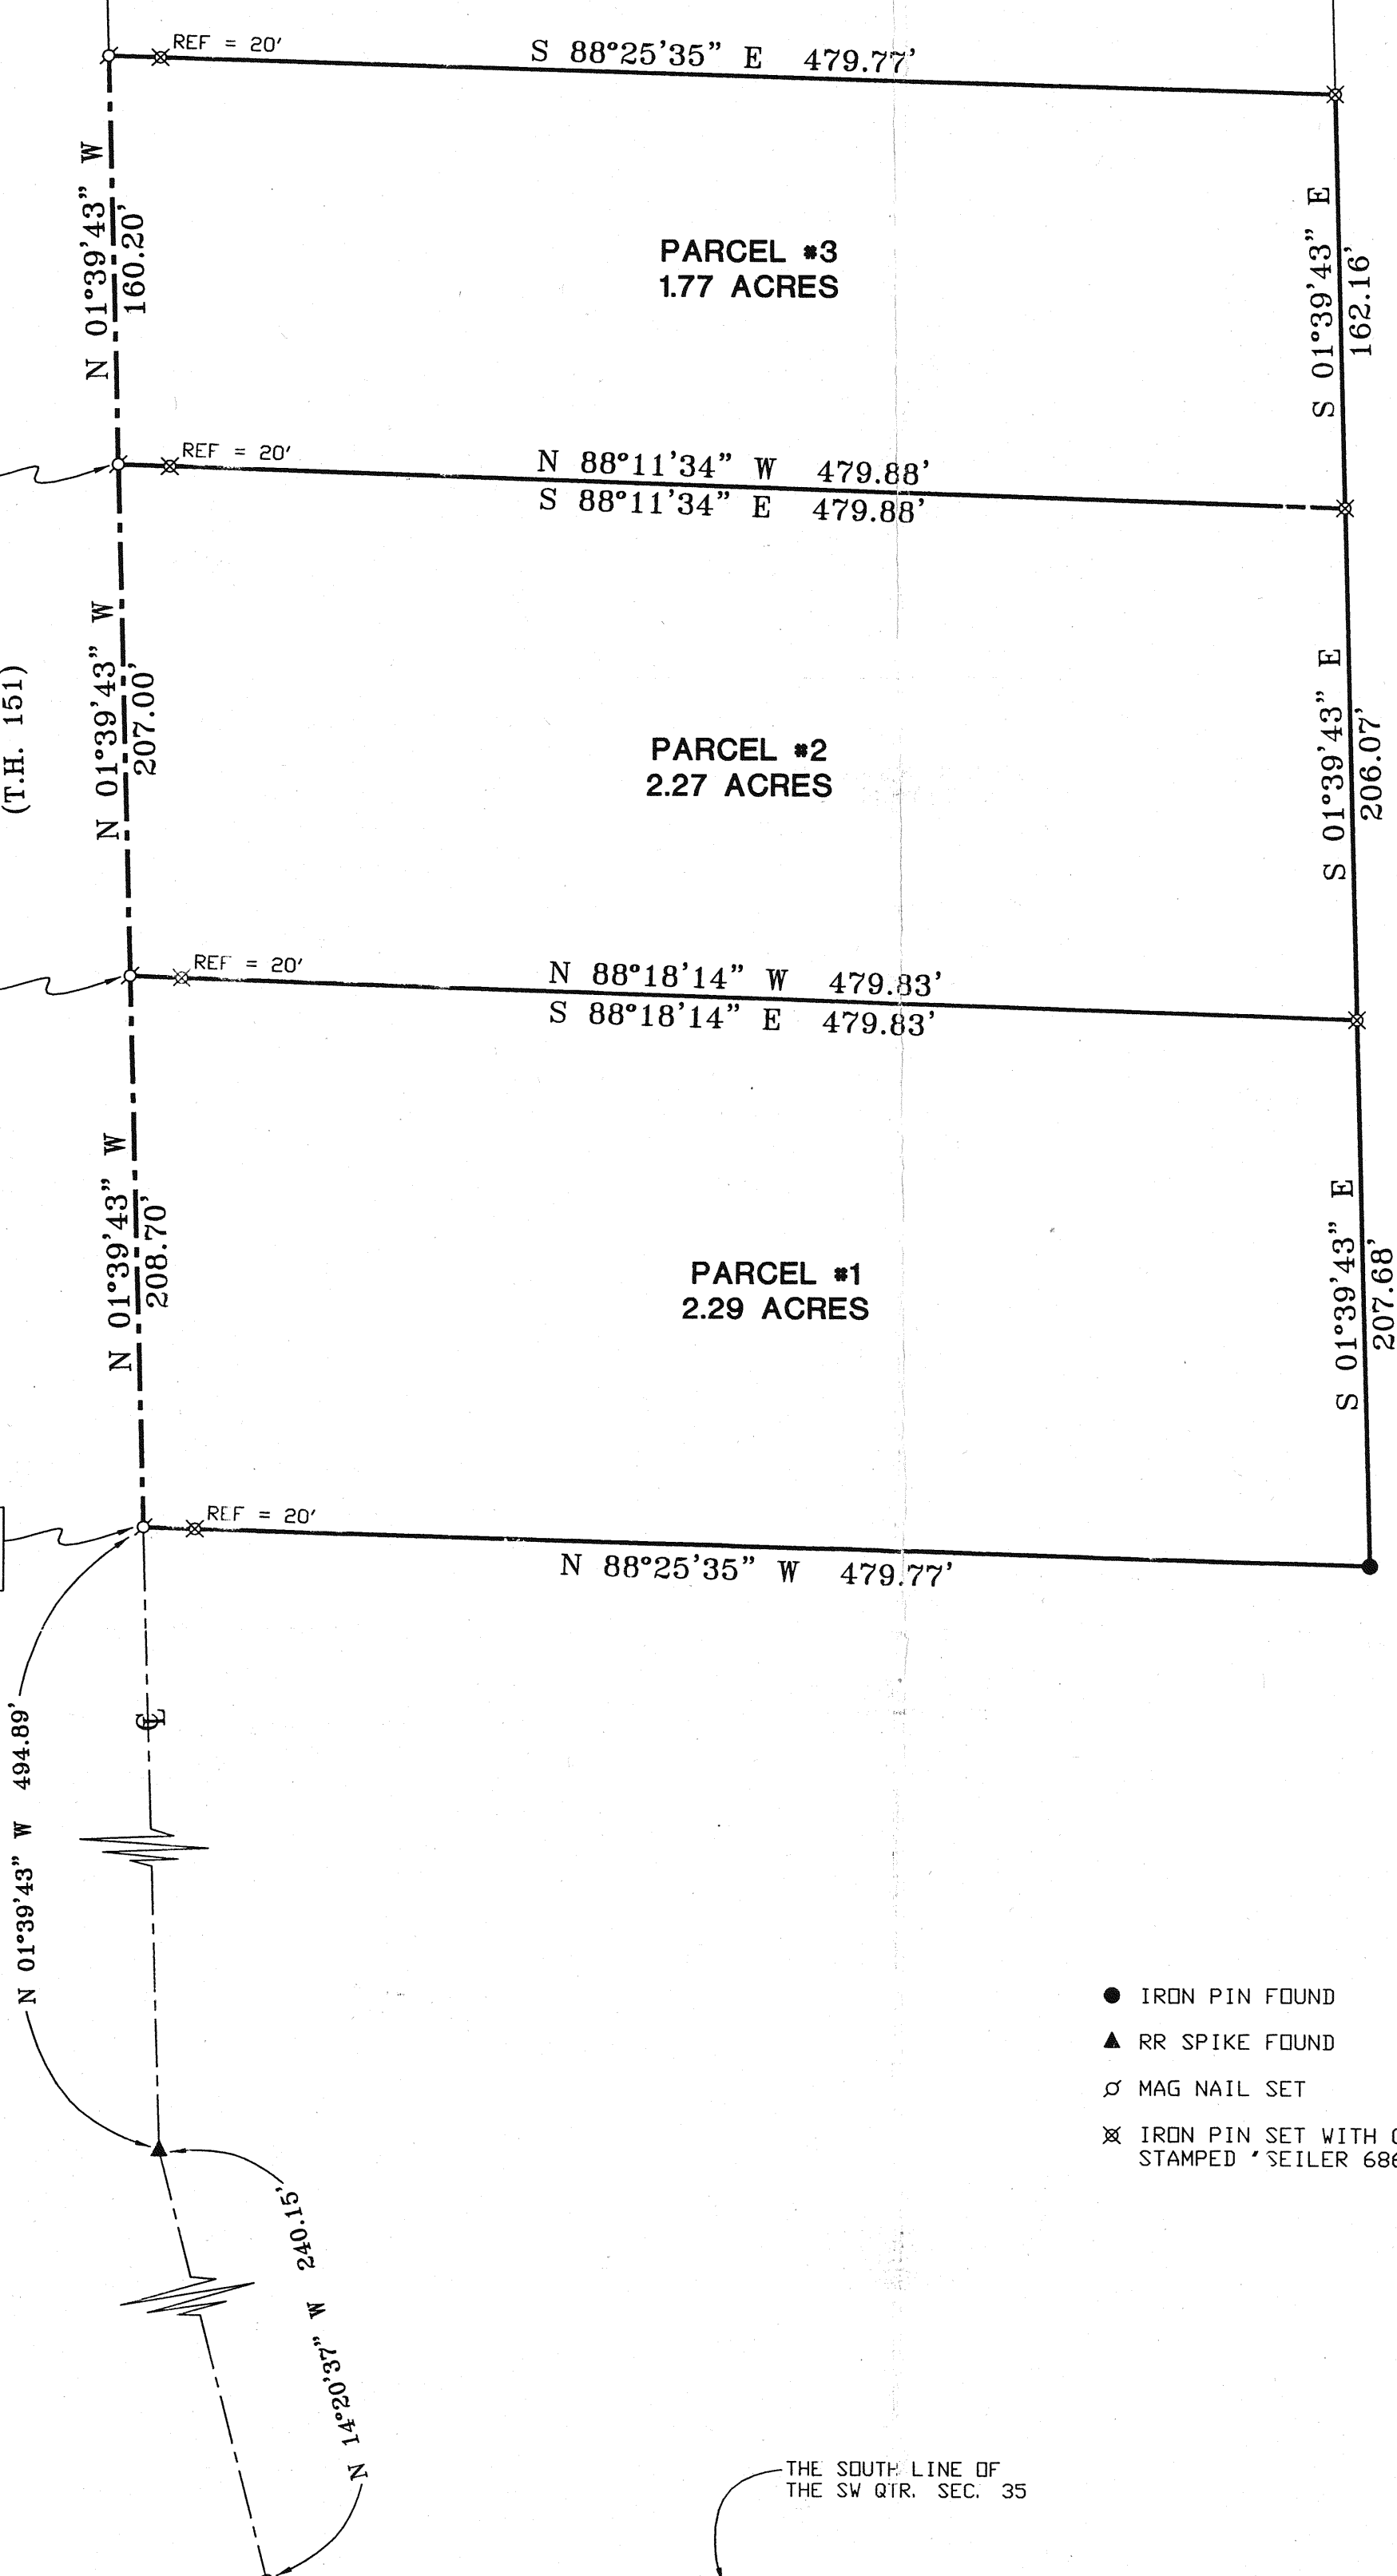 REF = 20'
S 88°25'35" E 479.77'
N 01°39'43" W
160.20'
PARCEL #3
1.77 ACRES
S 01°39'43" E
162.16'
REF = 20'
N 88°11'34" W 479.88'
S 88°11'34" E 479.88'
(T.H. 151)
N 01°39'43" W
207.00'
PARCEL #2
2.27 ACRES
S 01°39'43" E
206.07'
REF = 20'
N 88°18'14" W 479.83'
S 88°18'14" E 479.83'
N 01°39'43" W
208.70'
PARCEL #1
2.29 ACRES
S 01°39'43" E
207.68'
REF = 20'
N 88°25'35" W 479.77'
CL
N 01°39'43" W 494.89'
IRON PIN FOUND
RR SPIKE FOUND
MAG NAIL SET
IRON PIN SET WITH
STAMPED "SEILER 686
N 14°20'37" W 240.15'
THE SOUTH LINE OF
THE SW QTR. SEC. 35